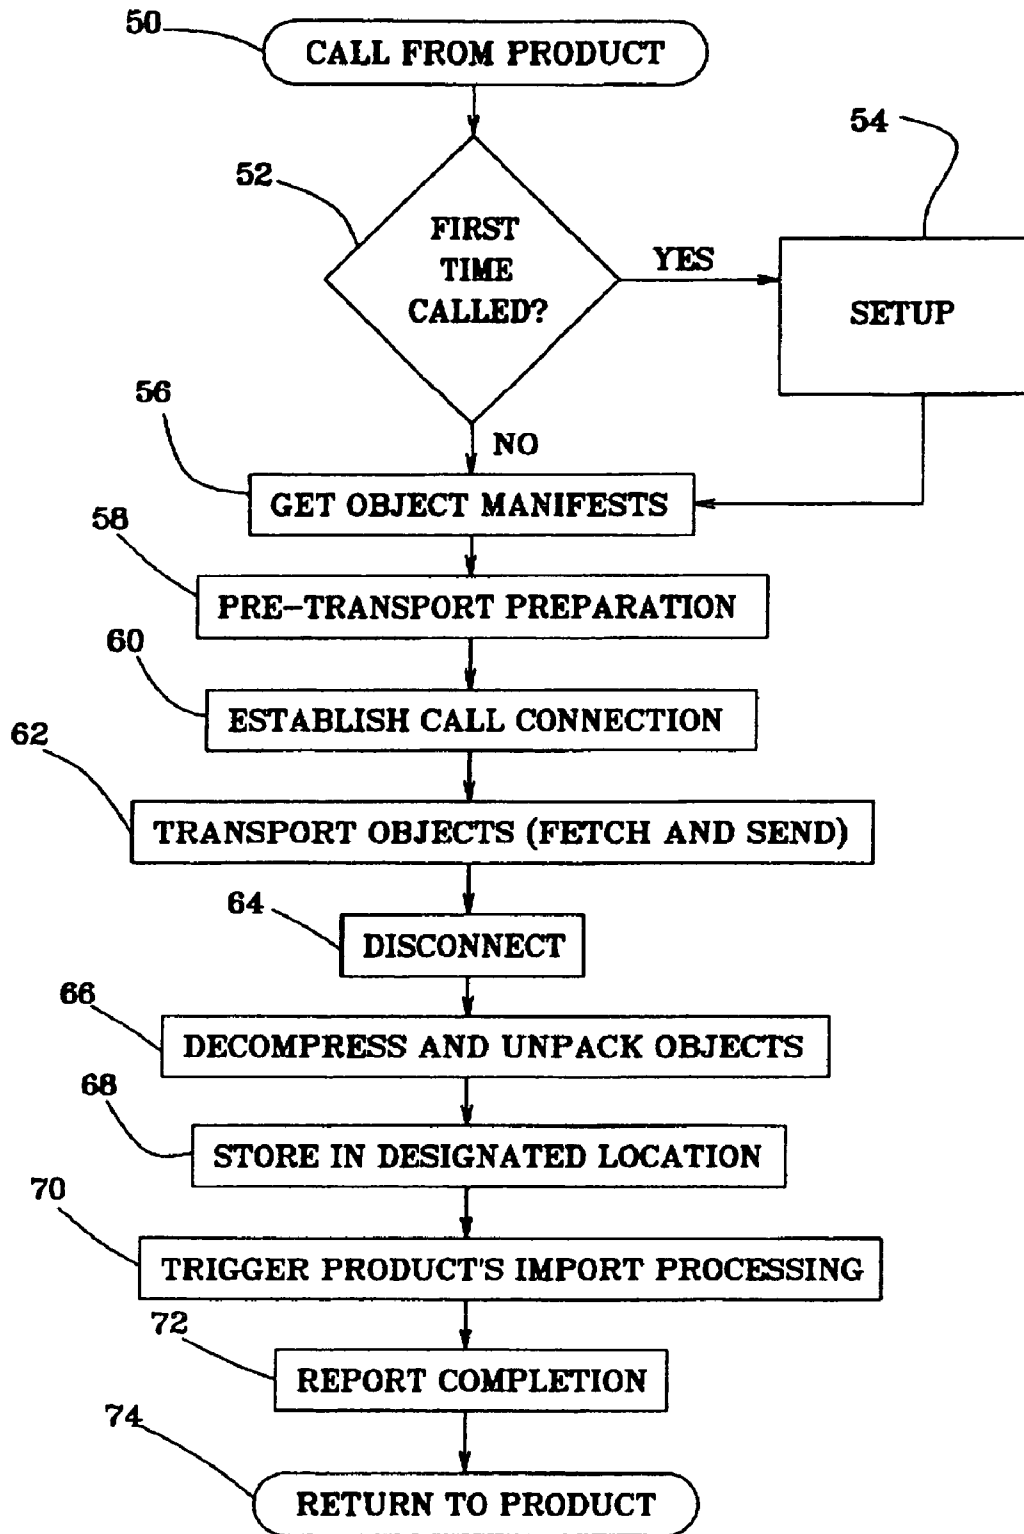 50
CALL FROM PRODUCT
54
52
FIRST
TIME
CALLED?
YES
SETUP
56
NO
GET OBJECT MANIFESTS
58
PRE-TRANSPORT PREPARATION
60
ESTABLISH CALL CONNECTION
62
TRANSPORT OBJECTS (FETCH AND SEND)
64
DISCONNECT
66
DECOMPRESS AND UNPACK OBJECTS
68
STORE IN DESIGNATED LOCATION
70
TRIGGER PRODUCT'S IMPORT PROCESSING
72
REPORT COMPLETION
74
RETURN TO PRODUCT